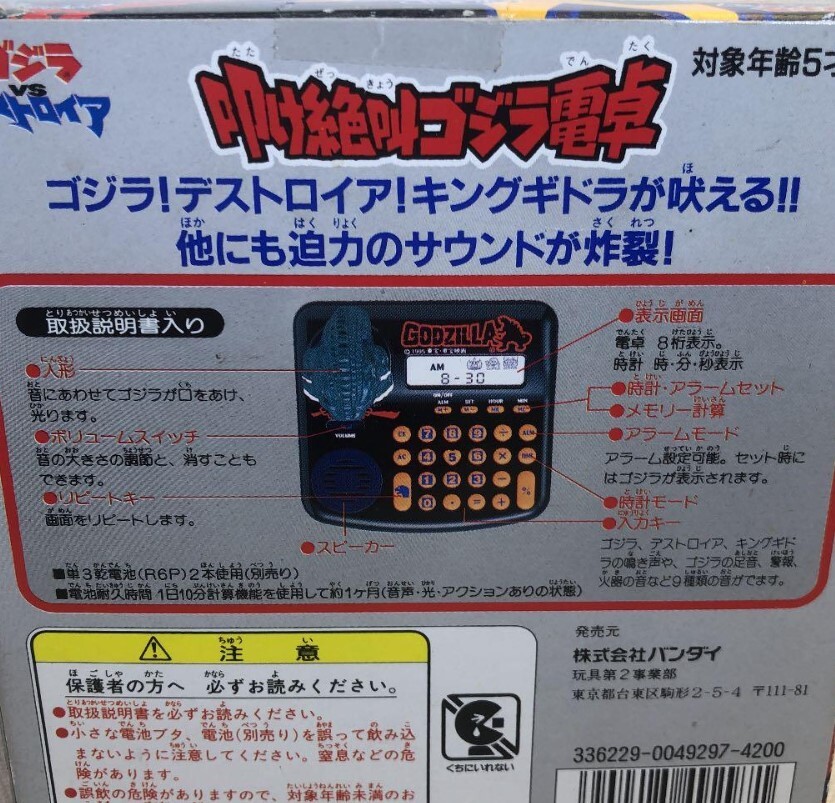 ゴジラ
VS
デストロイア
叩け絶叫ゴジラ電卓
対象年齢5才
ゴジラ!デストロイア!キングギドラが吠える!!
他にも迫力のサウンドが炸裂!
取扱説明書入り
●人形
音にあわせてゴジラが口をあけ、
光ります。
●ボリュームスイッチ
音の大きさの調節と、消すことも
できます。
●リピートキー
画面をリピートします。
●スピーカー
GODZILLA
AM
8-30
ON/OFF
ALM SET HOUR MIN
VOLUME
CE 7 8 9 ÷ ALM
AC 4 5 6 ×
1 2 3 - %
0 · = +
●表示画面
電卓 8桁表示。
時計 時・分・秒表示
●時計・アラームセット
●メモリー計算
●アラームモード
アラーム設定可能。セット時に
はゴジラが表示されます。
●時計モード
●入力キー
ゴジラ、デストロイア、キングギド
ラの鳴き声や、ゴジラの足音、警報、
火器の音など9種類の音がでます。
■単3乾電池(R6P)2本使用(別売り)
■電池耐久時間 1日10分計算機能を使用して約1ヶ月(音声・光・アクションありの状態)
注意
保護者の方へ 必ずお読みください。
●取扱説明書を必ずお読みください。
●小さな電池ブタ、電池(別売り)を誤って飲み込
まないように注意してください。窒息などの危
険があります。
●誤飲の危険がありますので、対象年齢未満のお
くちにいれない
発売元
株式会社バンダイ
玩具第2事業部
東京都台東区駒形2-5-4 〒111-81
336229-0049297-4200